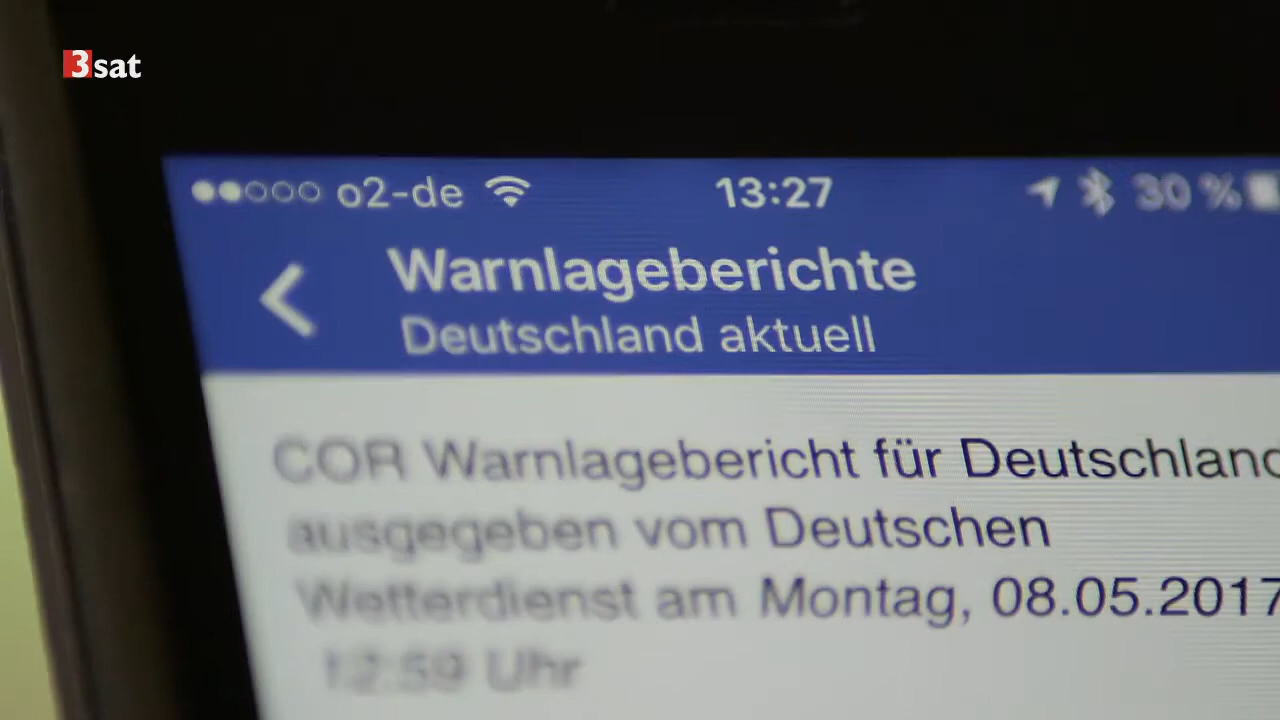 3sat
o2-de 13:27 30 %
Warnlageberichte
Deutschland aktuell
COR Warnlagebericht für Deutschland
ausgegeben vom Deutschen
Wetterdienst am Montag, 08.05.2017
12:59 Uhr